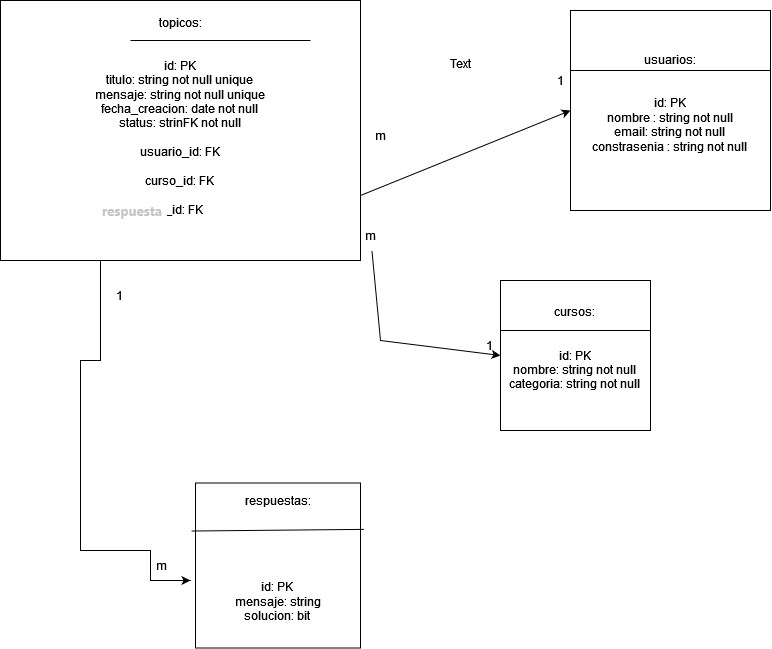 topicos:
id: PK
titulo: string not null unique
mensaje: string not null unique
fecha_creacion: date not null
status: strinFK not null
usuario_id: FK
curso_id: FK
respuesta _id: FK
Text
1
m
usuarios:
id: PK
nombre : string not null
email: string not null
constrasenia : string not null
m
1
cursos:
id: PK
nombre: string not null
categoria: string not null
1
m
respuestas:
id: PK
mensaje: string
solucion: bit